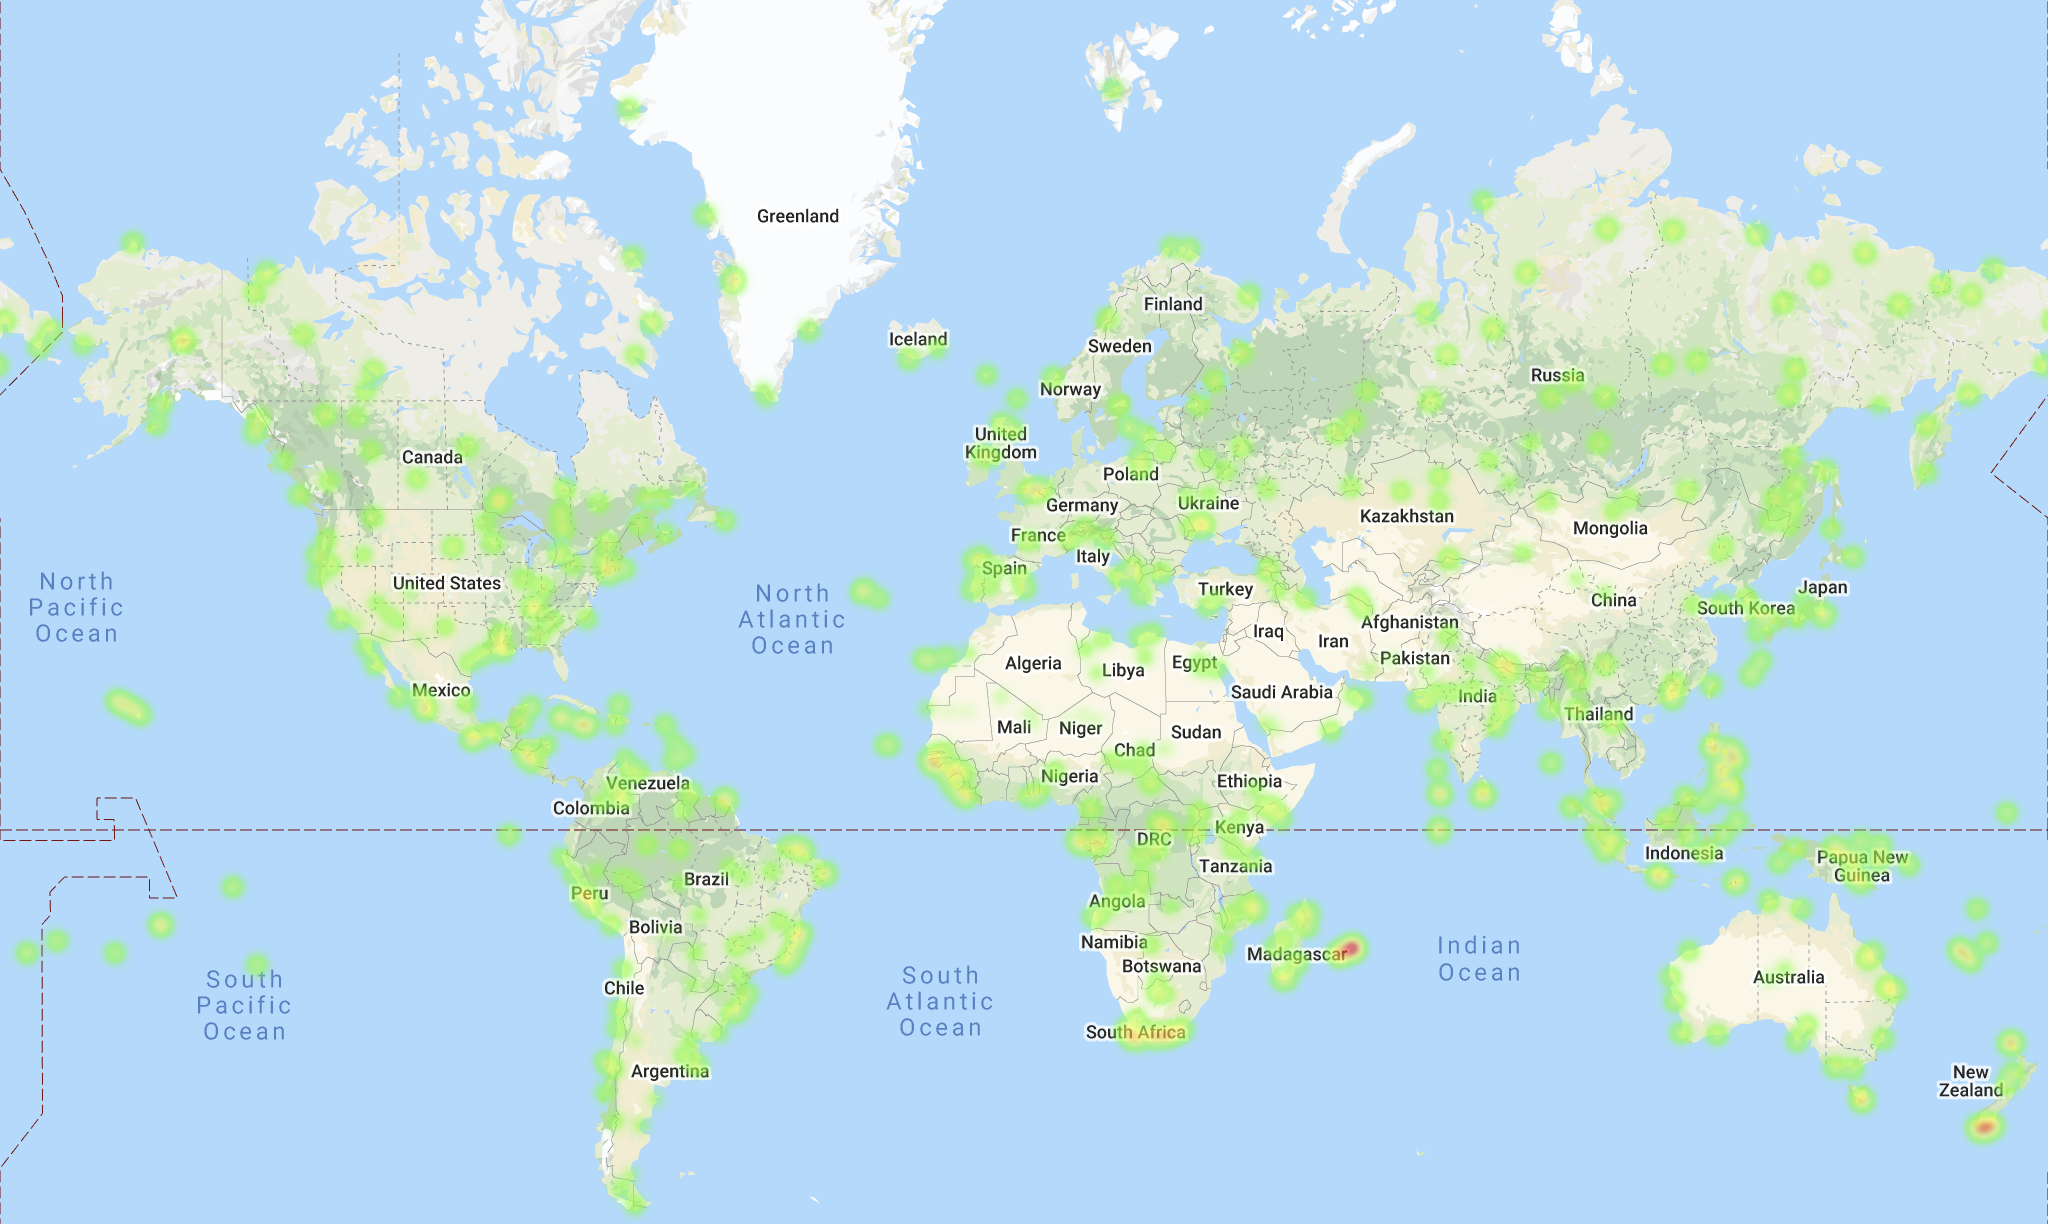 Greenland
Finland
Iceland
Sweden
Russia
Norway
United
Kingdom
Canada
Poland
Germany
Ukraine
Kazakhstan
Mongolia
France
Italy
Spain
United States
North
Pacific
Ocean
North
Atlantic
Ocean
Turkey
Japan
China
South Korea
Afghanistan
Iraq
Iran
Algeria
Libya
Egypt
Pakistan
Mexico
Saudi Arabia
India
Thailand
Mali
Niger
Sudan
Chad
Nigeria
Ethiopia
Venezuela
Colombia
Kenya
DRC
Indonesia
Papua New
Guinea
Tanzania
Brazil
Peru
Angola
Bolivia
Namibia
Madagascar
Indian
Ocean
Botswana
Australia
South
Pacific
Ocean
South
Atlantic
Ocean
Chile
South Africa
Argentina
New
Zealand